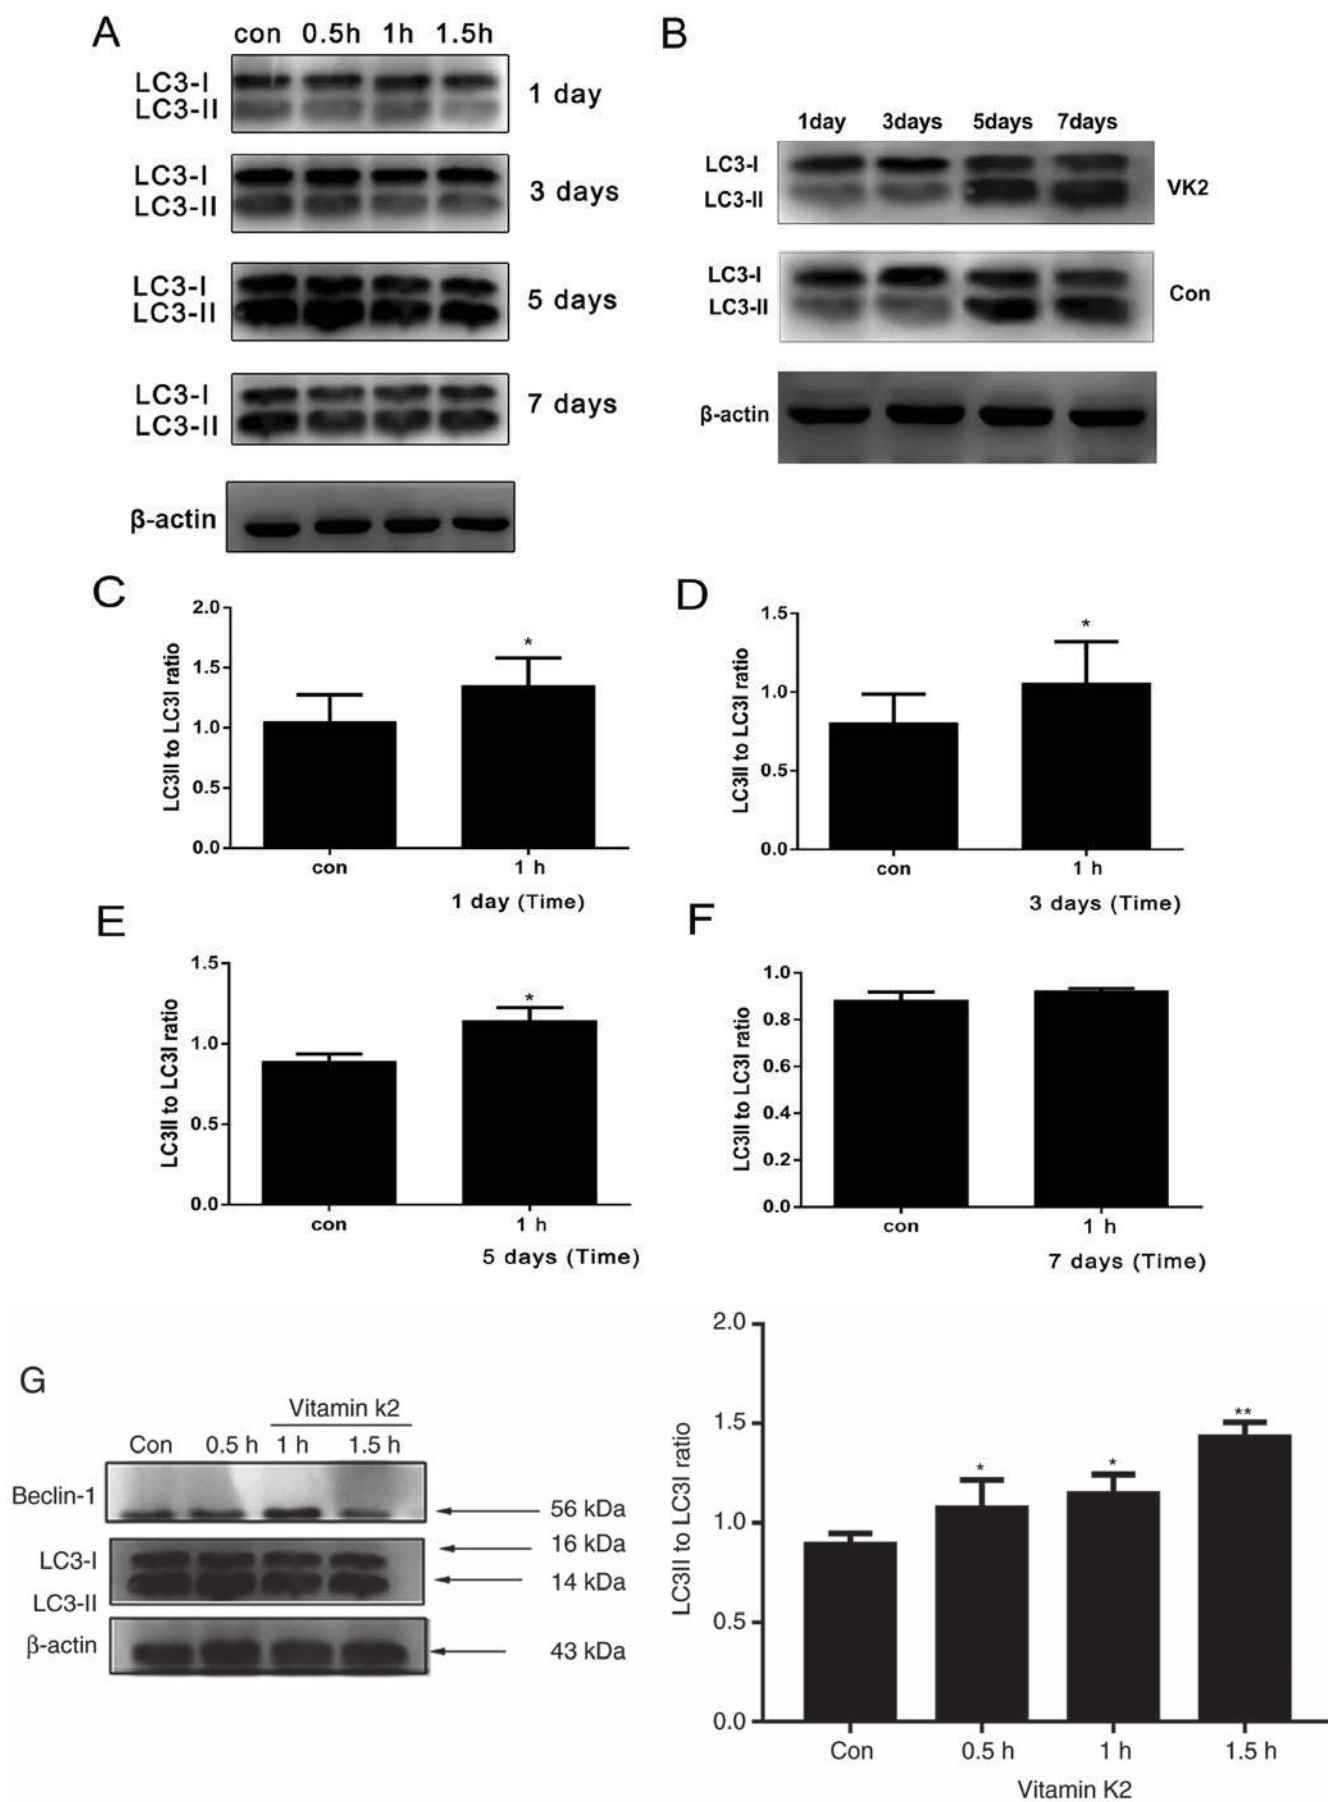 A
con 0.5h 1h 1.5h
LC3-I
LC3-II
1 day
LC3-I
LC3-II
3 days
LC3-I
LC3-II
5 days
LC3-I
LC3-II
7 days
β-actin
B
1day 3days 5days 7days
LC3-I
LC3-II
VK2
LC3-I
LC3-II
Con
β-actin
C
LC3II to LC3I ratio
2.0
1.5
1.0
0.5
0.0
*
con 1 h
1 day (Time)
D
LC3II to LC3I ratio
1.5
1.0
0.5
0.0
*
con 1 h
3 days (Time)
E
LC3II to LC3I ratio
1.5
1.0
0.5
0.0
*
con 1 h
5 days (Time)
F
LC3II to LC3I ratio
1.0
0.8
0.6
0.4
0.2
0.0
con 1 h
7 days (Time)
G
Vitamin k2
Con 0.5 h 1 h 1.5 h
Beclin-1
56 kDa
16 kDa
LC3-I
14 kDa
LC3-II
β-actin
43 kDa
LC3II to LC3I ratio
2.0
1.5
1.0
0.5
0.0
*
*
**
Con 0.5 h 1 h 1.5 h
Vitamin K2